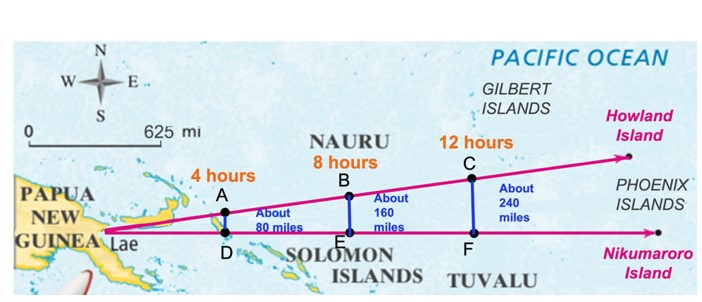 PACIFIC OCEAN
N
W E
S
GILBERT
ISLANDS
Howland
Island
0 625 mi
NAURU
12 hours
8 hours
4 hours
C
B
A
PHOENIX
ISLANDS
PAPUA
NEW
GUINEA
About
80 miles
About
160
miles
About
240
miles
Lae
D
E
F
SOLOMON
ISLANDS
TUVALU
Nikumaroro
Island